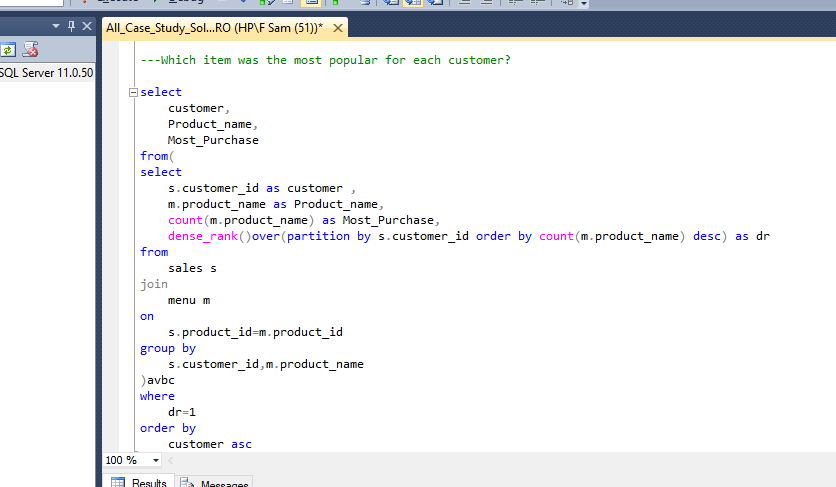 All_Case_Study_Sol...RO (HP\F Sam (51))*
SQL Server 11.0.50
---Which item was the most popular for each customer?
select
customer,
Product_name,
Most_Purchase
from(
select
s.customer_id as customer ,
m.product_name as Product_name,
count(m.product_name) as Most_Purchase,
dense_rank()over(partition by s.customer_id order by count(m.product_name) desc) as dr
from
sales s
join
menu m
on
s.product_id=m.product_id
group by
s.customer_id,m.product_name
)avbc
where
dr=1
order by
customer asc
100 %
Results
Messages